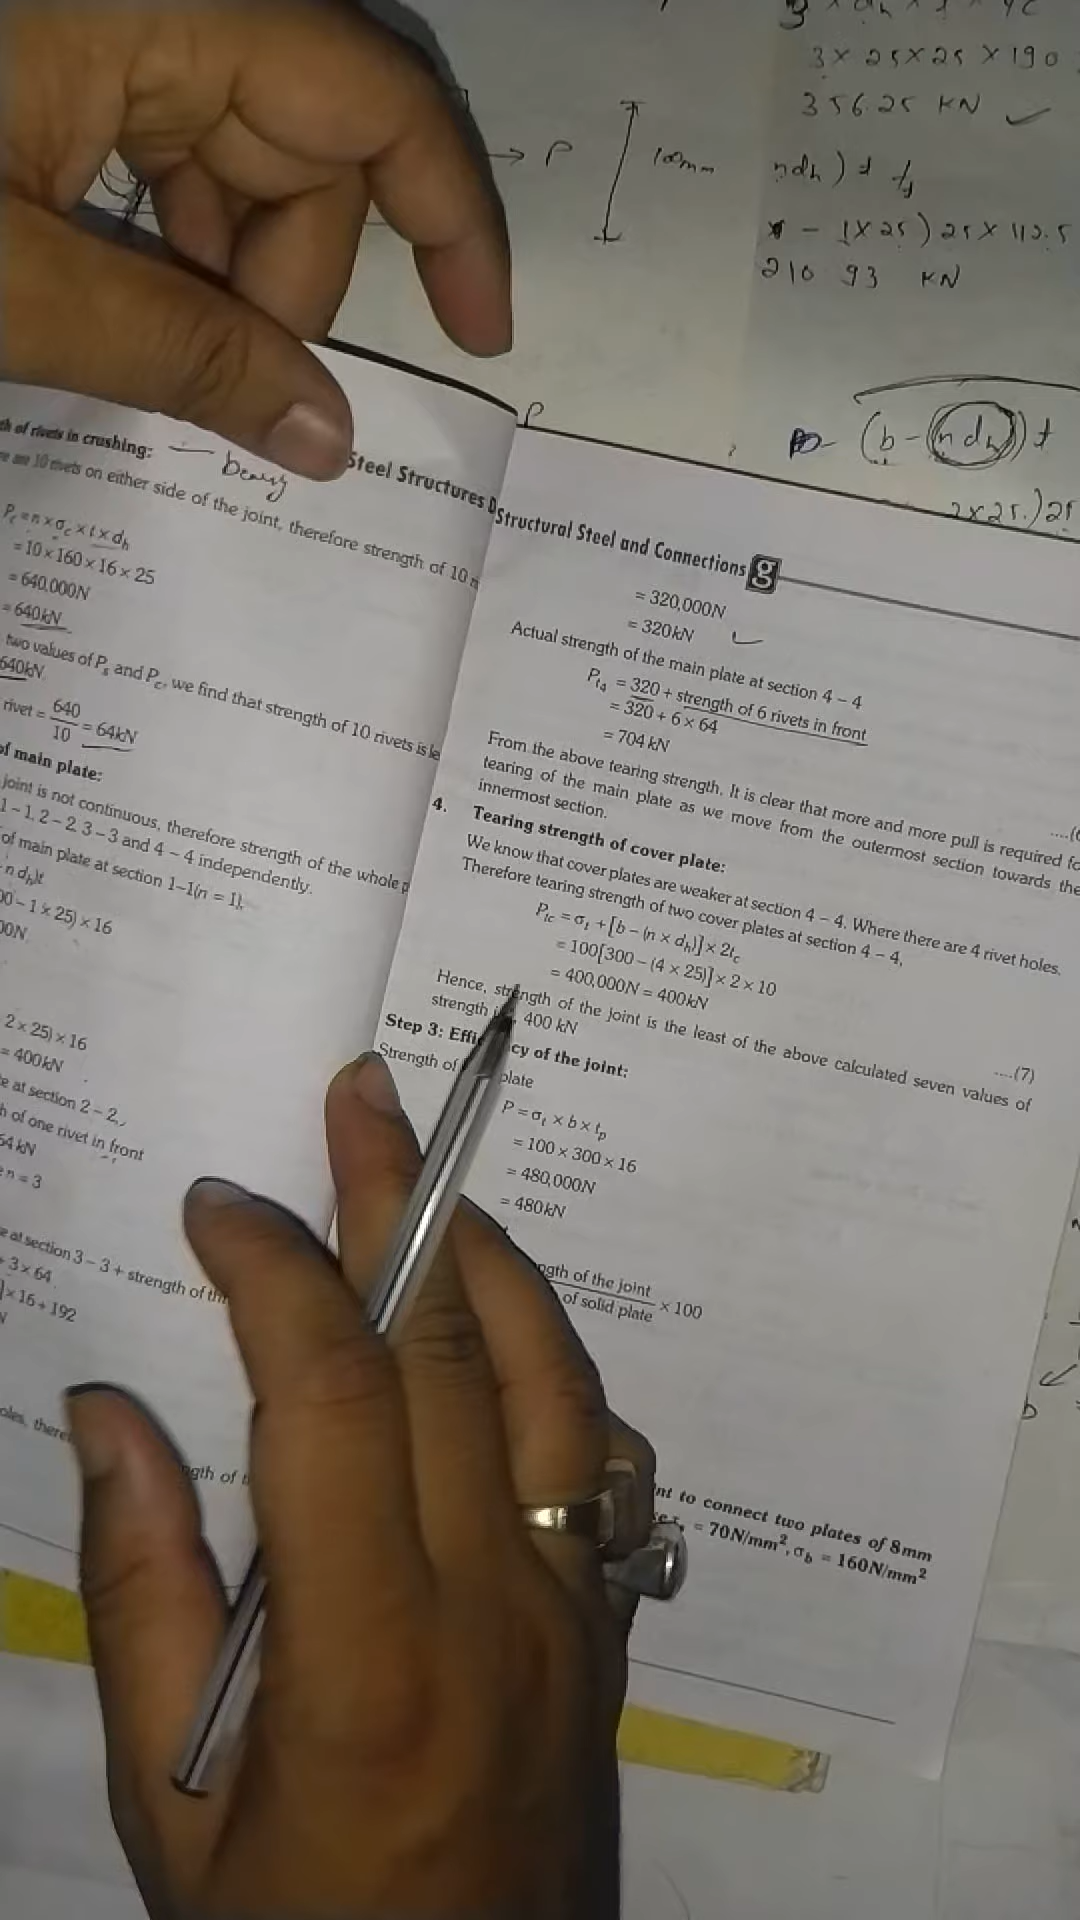 3 × 25 × 25 × 190
356.25 KN ✓
→ P
100mm
ndh) t fy
- 1×25) 25 × 112.5
210 93 KN
P
(b - (n dh)) t
2×25.) 25
th of rivets in crushing: — beary
re are 10 rivets on either side of the joint, therefore strength of 10
Pc = n × σc × t × dh
= 10 × 160 × 16 × 25
= 640,000N
= 640kN
two values of Ps and Pc, we find that strength of 10 rivets is le
640kN.
rivet = 640/10 = 64kN
of main plate:
joint is not continuous, therefore strength of the whole p
1 – 1, 2 – 2, 3 – 3 and 4 – 4 independently.
of main plate at section 1–1(n = 1),
n dh)t
00 – 1 × 25) × 16
00N.
2 × 25) × 16
= 400kN
e at section 2 – 2,
h of one rivet in front
64 kN
n = 3
e at section 3 – 3 + strength of th
+ 3 × 64
] × 16 + 192
N
oles, there
ngth of t
Steel Structures D
Structural Steel and Connections g
= 320,000N
= 320kN ✓
Actual strength of the main plate at section 4 – 4
Pt4 = 320 + strength of 6 rivets in front
= 320 + 6 × 64
= 704 kN
....(6
From the above tearing strength. It is clear that more and more pull is required fo
tearing of the main plate as we move from the outermost section towards the
innermost section.
4. Tearing strength of cover plate:
We know that cover plates are weaker at section 4 – 4. Where there are 4 rivet holes.
Therefore tearing strength of two cover plates at section 4 – 4,
Ptc = σt + [b – (n × dh)] × 2tc
= 100[300 – (4 × 25)] × 2 × 10
= 400,000N = 400kN
....(7)
Hence, strength of the joint is the least of the above calculated seven values of
strength 400 kN
Step 3: Effi cy of the joint:
Strength of plate
P = σt × b × tp
= 100 × 300 × 16
= 480,000N
= 480kN
ngth of the joint
of solid plate × 100
int to connect two plates of 8mm
= 70N/mm², σb = 160N/mm²
b